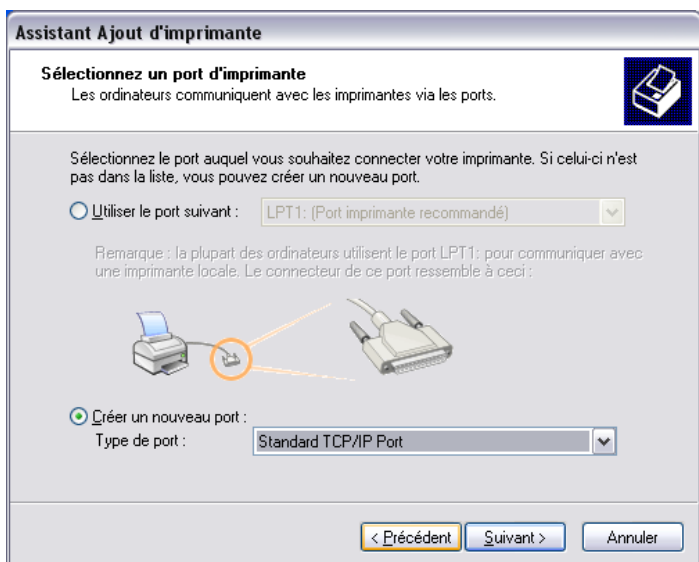 Assistant Ajout d'imprimante
Sélectionnez un port d'imprimante
Les ordinateurs communiquent avec les imprimantes via les ports.
Sélectionnez le port auquel vous souhaitez connecter votre imprimante. Si celui-ci n'est
pas dans la liste, vous pouvez créer un nouveau port.
Utiliser le port suivant : LPT1: (Port imprimante recommandé)
Remarque : la plupart des ordinateurs utilisent le port LPT1: pour communiquer avec
une imprimante locale. Le connecteur de ce port ressemble à ceci :
Créer un nouveau port :
Type de port : Standard TCP/IP Port
< Précédent Suivant > Annuler